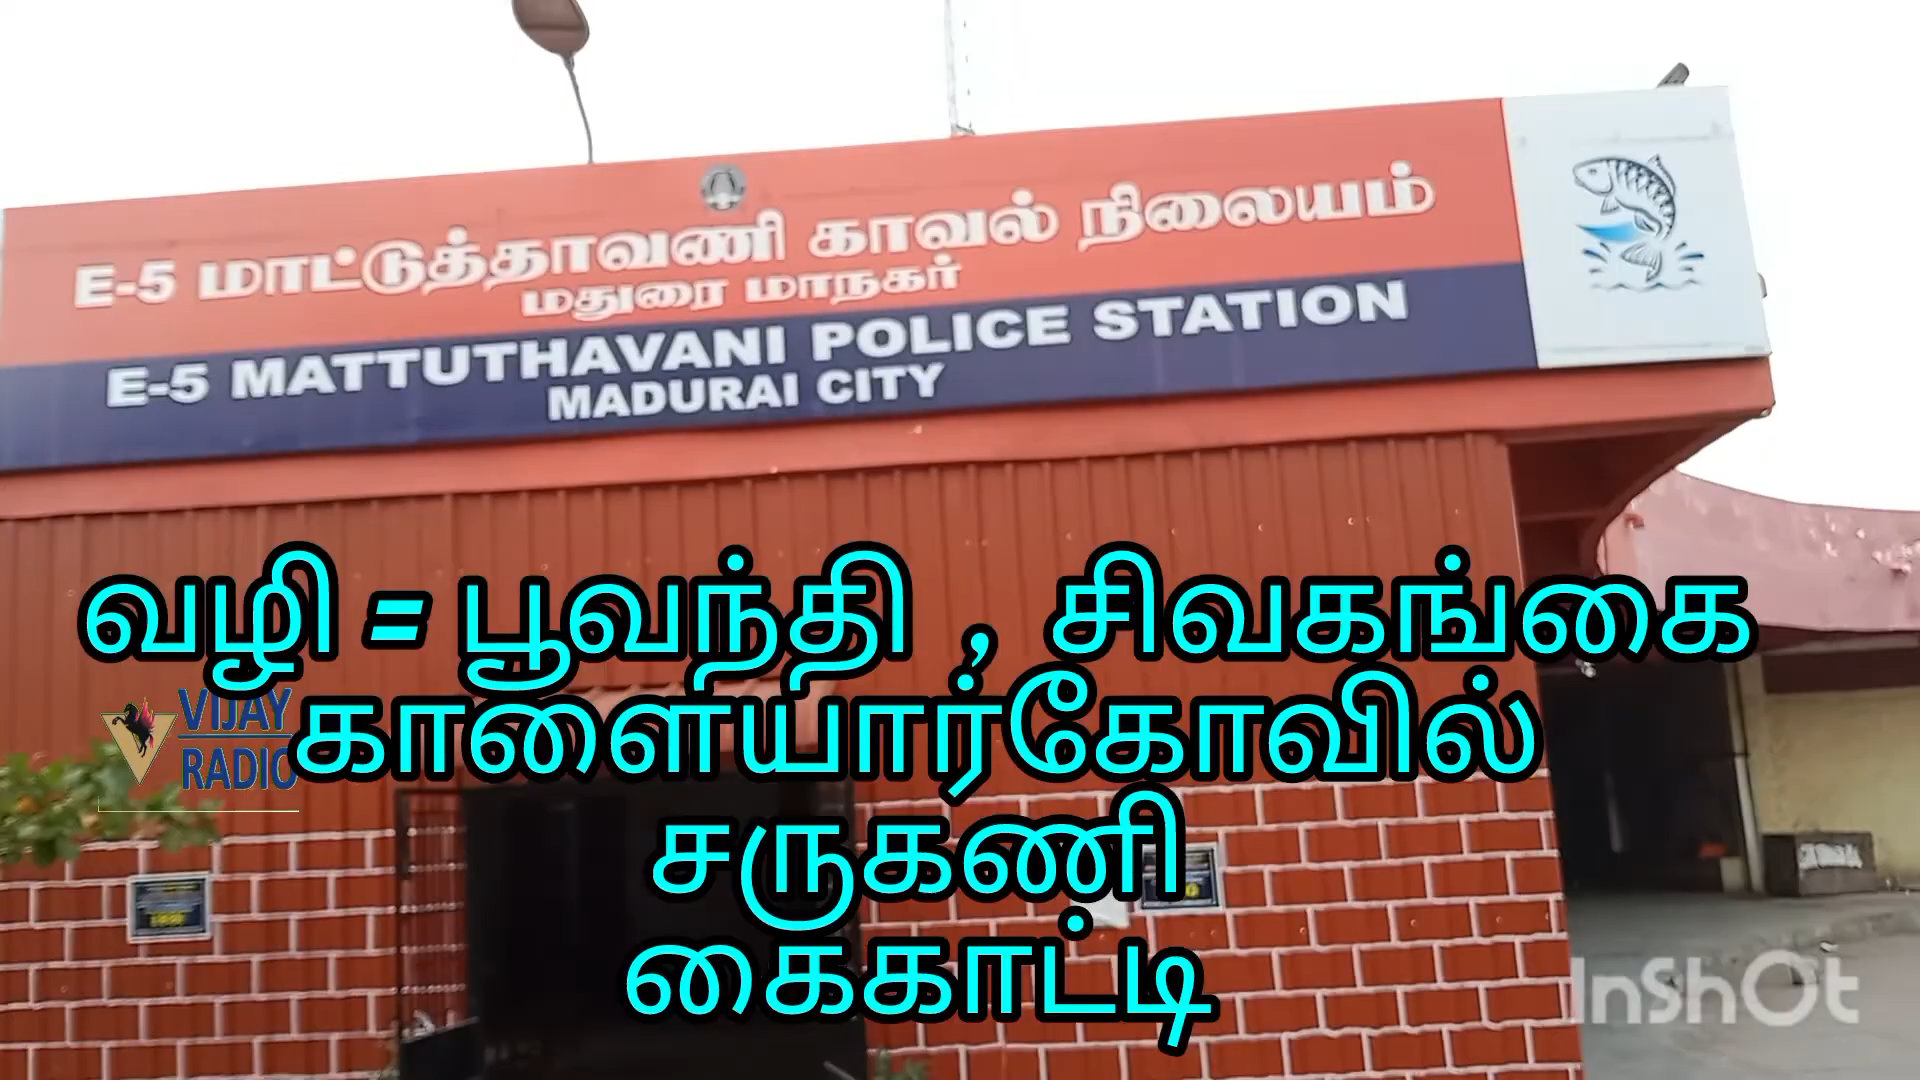 E-5 மாட்டுத்தாவணி காவல் நிலையம்
மதுரை மாநகர்
E-5 MATTUTHAVANI POLICE STATION
MADURAI CITY
வழி = பூவந்தி , சிவகங்கை
காளையார்கோவில்
சருகணி
கைகாட்டி
VIJAY
RADIO
InShOt